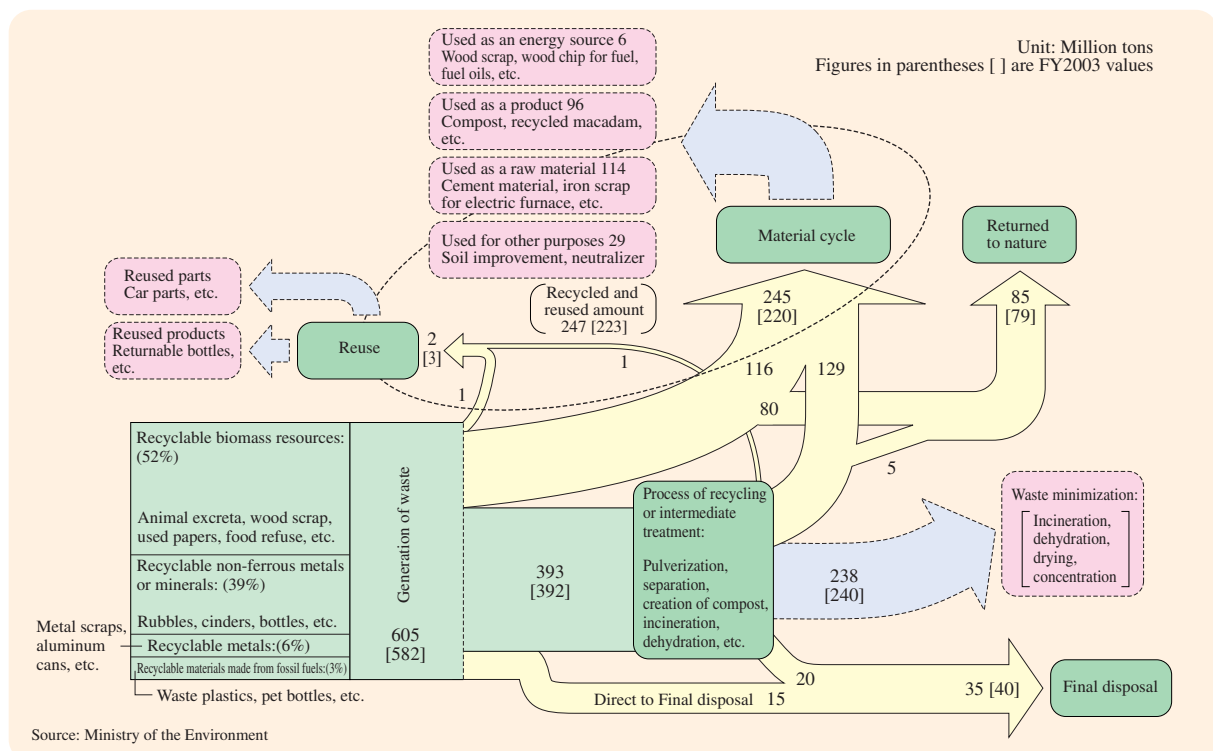 Unit: Million tons
Figures in parentheses [ ] are FY2003 values
Used as an energy source 6
Wood scrap, wood chip for fuel,
fuel oils, etc.
Used as a product 96
Compost, recycled macadam,
etc.
Used as a raw material 114
Cement material, iron scrap
for electric furnace, etc.
Used for other purposes 29
Soil improvement, neutralizer
Material cycle
Returned
to nature
Reused parts
Car parts, etc.
Reused products
Returnable bottles,
etc.
Reuse
2
[3]
Recycled and
reused amount
247 [223]
245
[220]
85
[79]
1
1
116
129
80
5
Recyclable biomass resources:
(52%)
Animal excreta, wood scrap,
used papers, food refuse, etc.
Recyclable non-ferrous metals
or minerals: (39%)
Rubbles, cinders, bottles, etc.
Metal scraps,
aluminum
cans, etc.
Recyclable metals:(6%)
Recyclable materials made from fossil fuels:(3%)
Waste plastics, pet bottles, etc.
Generation of waste
605
[582]
393
[392]
Process of recycling
or intermediate
treatment:
Pulverization,
separation,
creation of compost,
incineration,
dehydration, etc.
238
[240]
Waste minimization:
Incineration,
dehydration,
drying,
concentration
20
Direct to Final disposal 15
35 [40]
Final disposal
Source: Ministry of the Environment